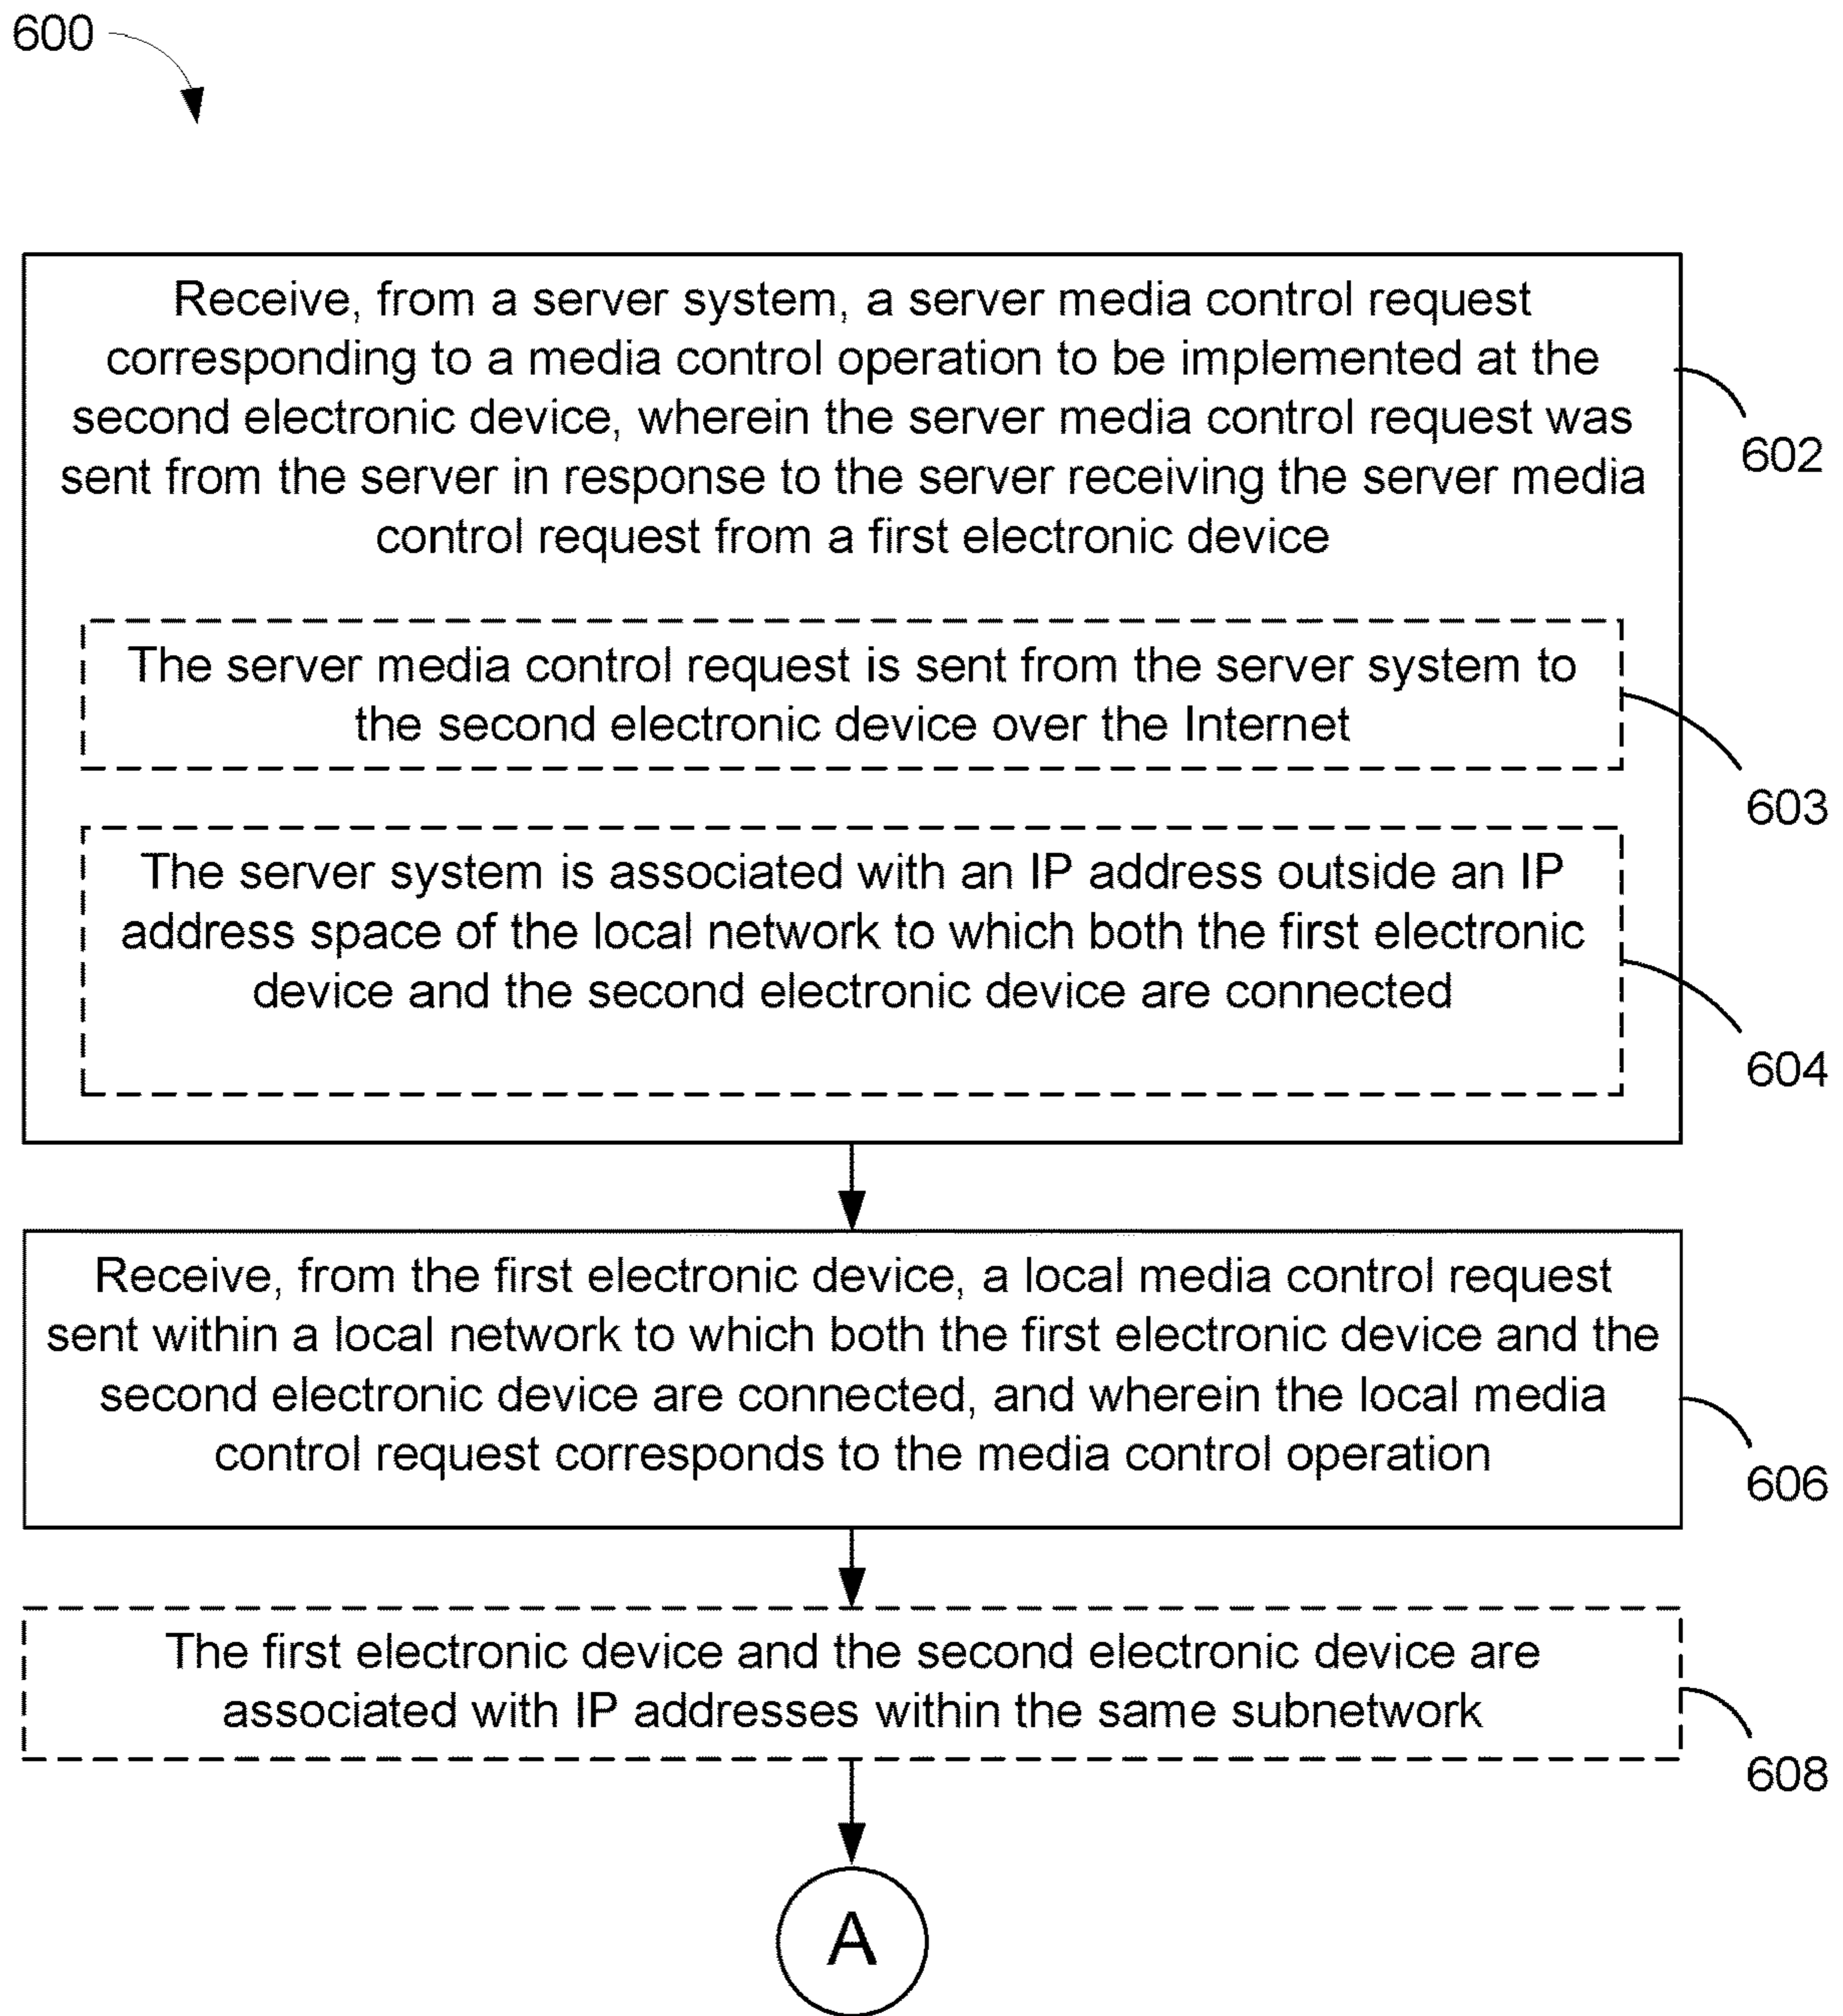 600
Receive, from a server system, a server media control request
corresponding to a media control operation to be implemented at the
second electronic device, wherein the server media control request was
sent from the server in response to the server receiving the server media
control request from a first electronic device
602
The server media control request is sent from the server system to
the second electronic device over the Internet
603
The server system is associated with an IP address outside an IP
address space of the local network to which both the first electronic
device and the second electronic device are connected
604
Receive, from the first electronic device, a local media control request
sent within a local network to which both the first electronic device and the
second electronic device are connected, and wherein the local media
control request corresponds to the media control operation
606
The first electronic device and the second electronic device are
associated with IP addresses within the same subnetwork
608
A